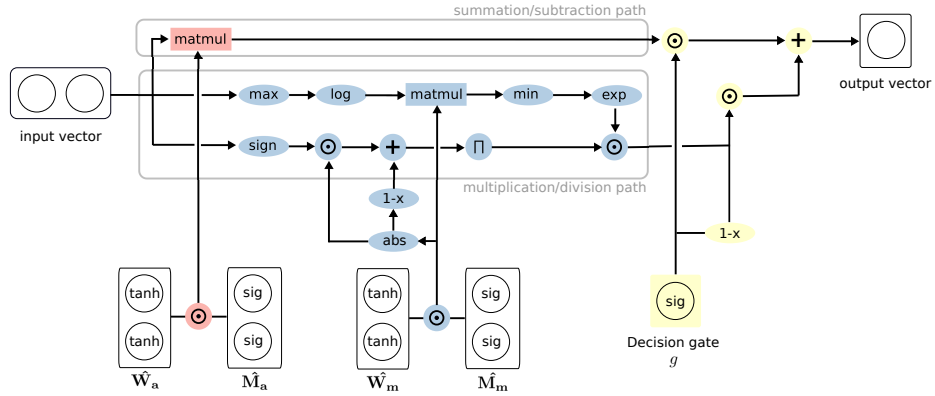 summation/subtraction path
matmul
⊙
+
output vector
max
log
matmul
min
exp
⊙
input vector
sign
⊙
+
Π
⊙
multiplication/division path
1-x
abs
1-x
tanh
tanh
⊙
sig
sig
tanh
tanh
⊙
sig
sig
sig
Decision gate
g
Ŵₐ
M̂ₐ
Ŵₘ
M̂ₘ